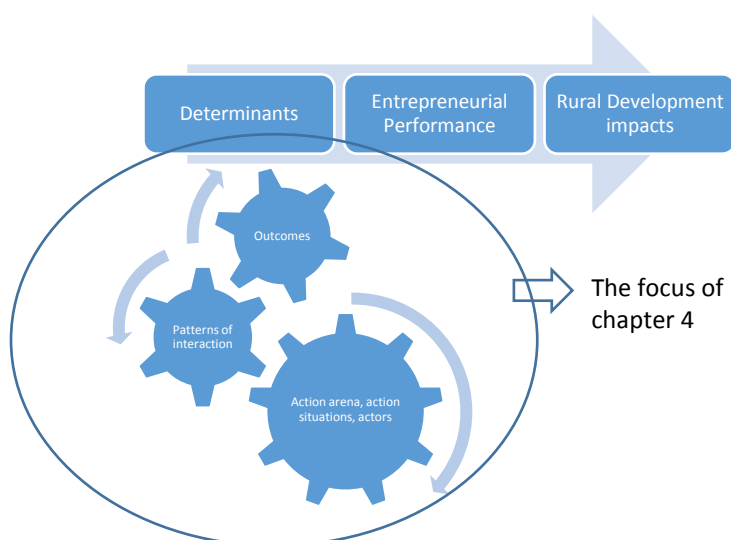 Determinants
Entrepreneurial
Performance
Rural Development
impacts
Outcomes
Patterns of
interaction
Action arena, action
situations, actors
The focus of
chapter 4